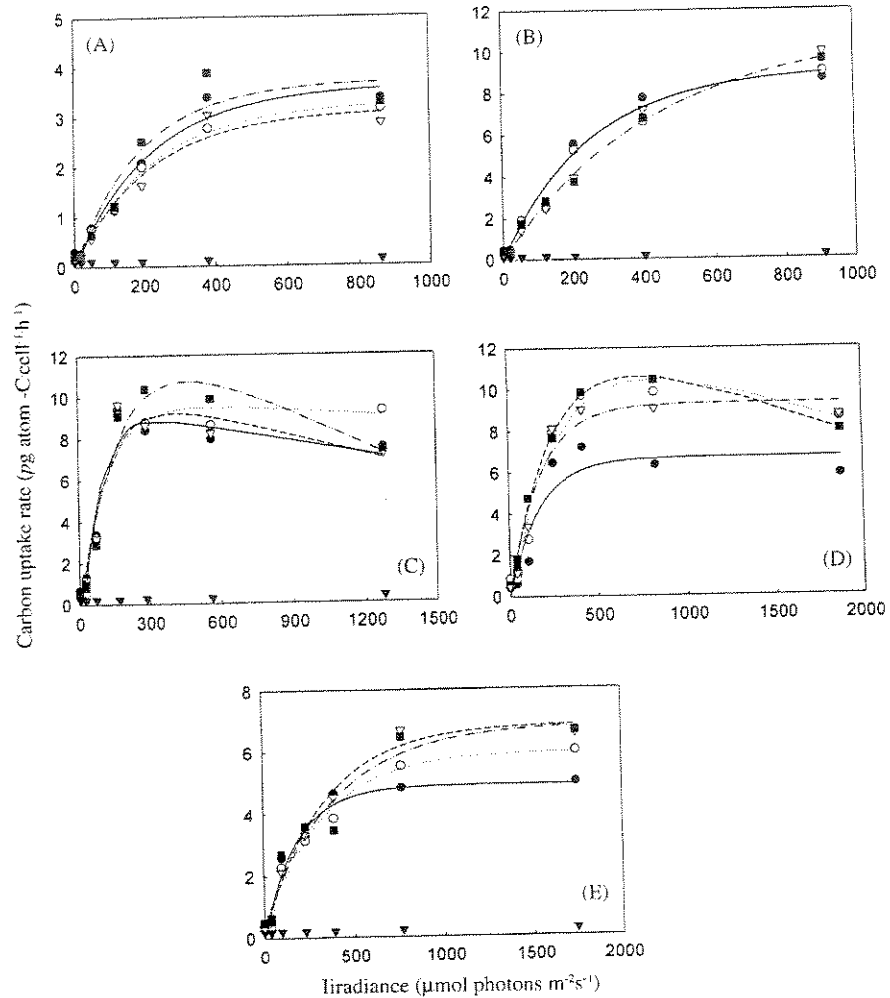 5
4
3
2
1
0
(A)
0 200 400 600 800 1000
12
10
8
6
4
2
0
(B)
0 200 400 600 800 1000
Carbon uptake rate (pg atom -C cell⁻¹ h⁻¹)
12
10
8
6
4
2
0
(C)
0 300 600 900 1200 1500
12
10
8
6
4
2
0
(D)
0 500 1000 1500 2000
8
6
4
2
0
(E)
0 500 1000 1500 2000
Iiradiance (µmol photons m⁻²s⁻¹)